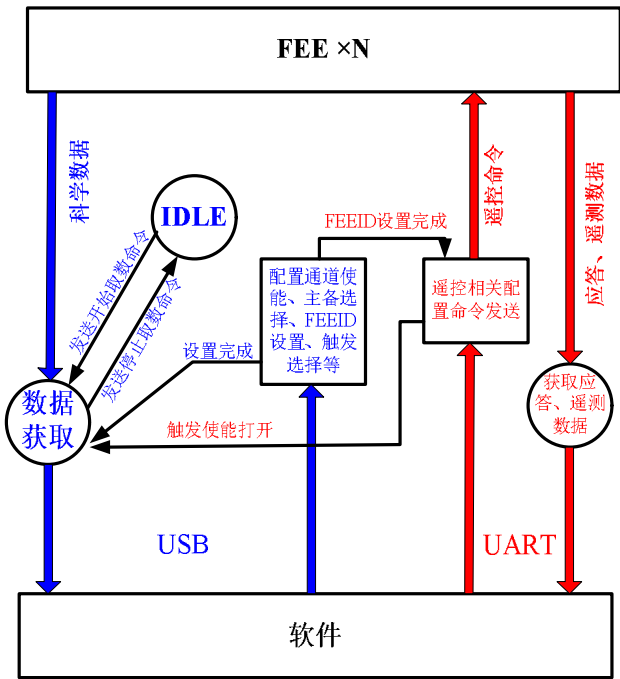 FEE ×N
科学数据
IDLE
发送开始取数命令
发送停止取数命令
FEEID设置完成
遥控命令
应答、遥测数据
配置通道使
能、主备选
择、FEEID
设置、触发
选择等
遥控相关配
置命令发送
设置完成
数据
获取
触发使能打开
获取应
答、遥测
数据
USB
UART
软件